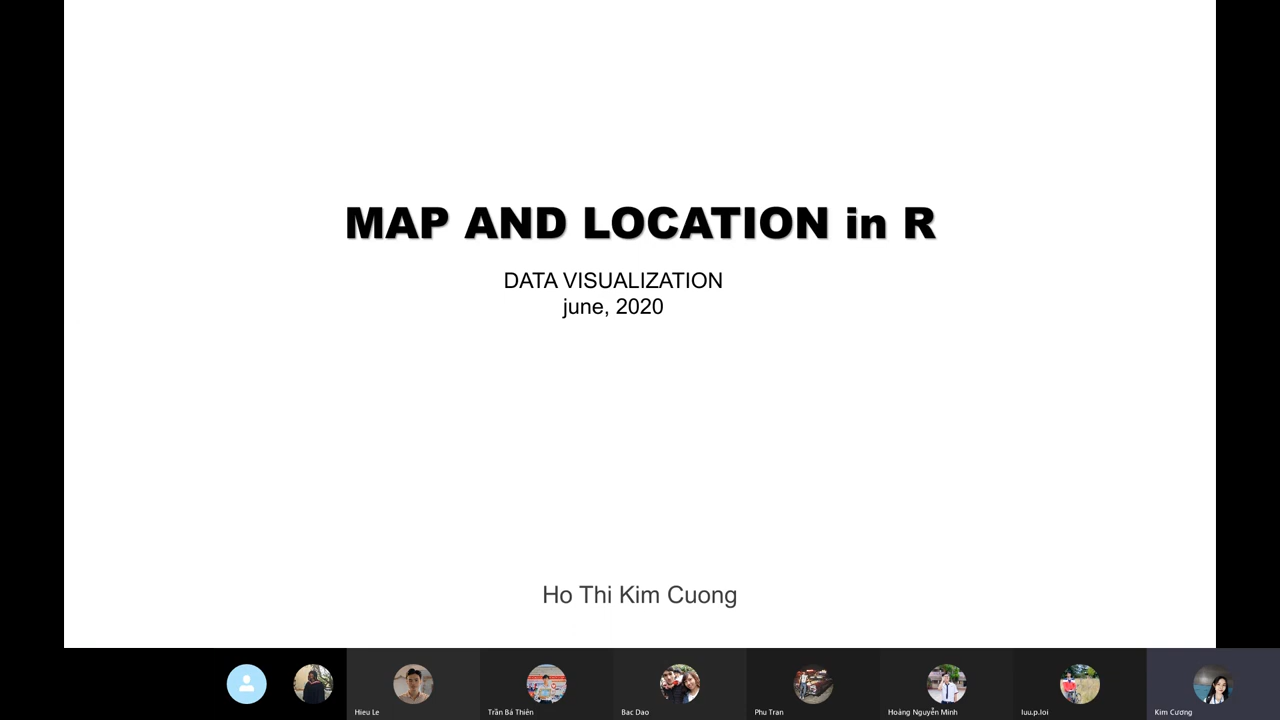 MAP AND LOCATION in R
DATA VISUALIZATION
june, 2020
Ho Thi Kim Cuong
Hieu Le
Trần Bá Thiên
Bac Dao
Phu Tran
Hoàng Nguyễn Minh
luu.p.loi
Kim Cương